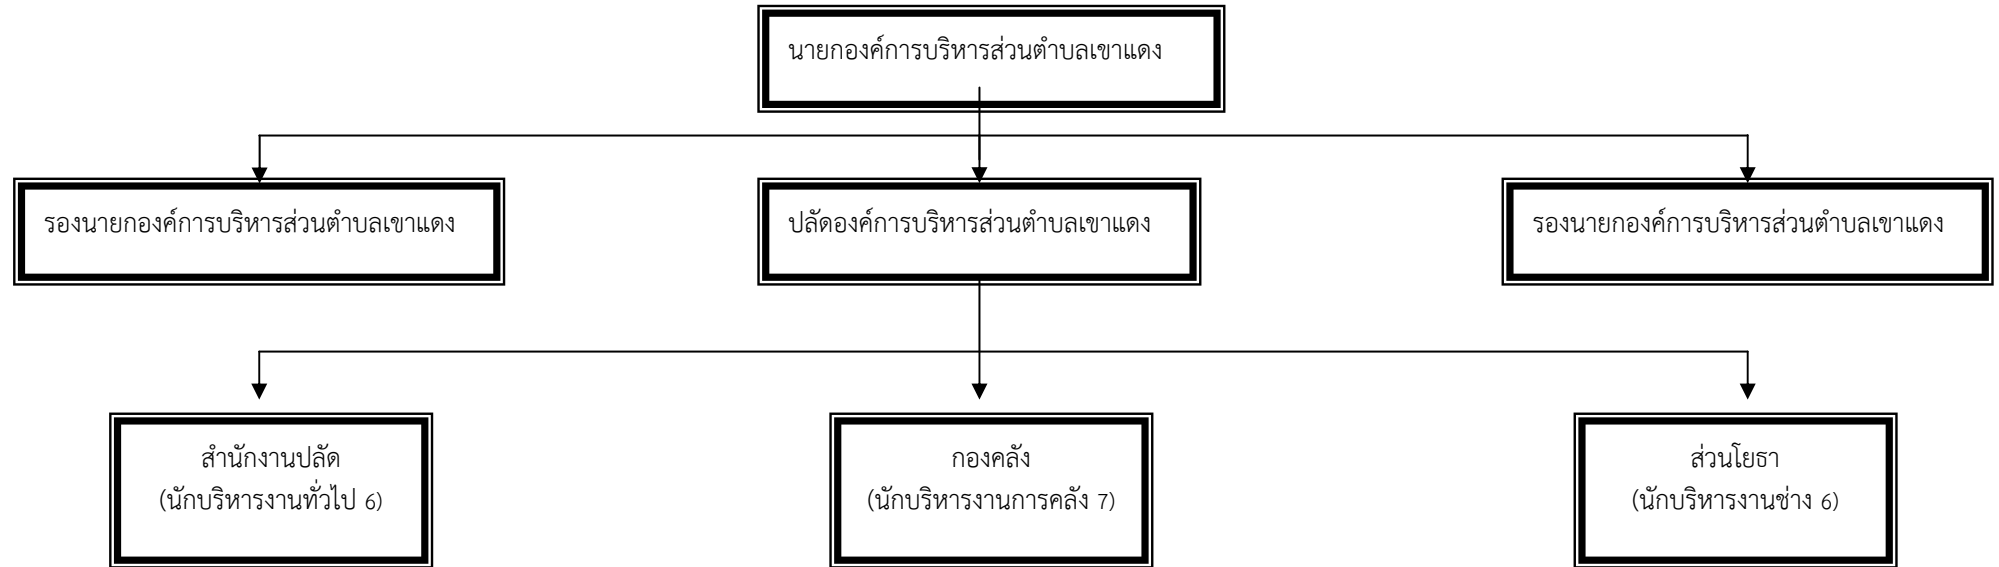 นายกองค์การบริหารส่วนตำบลเขาแดง
รองนายกองค์การบริหารส่วนตำบลเขาแดง
ปลัดองค์การบริหารส่วนตำบลเขาแดง
รองนายกองค์การบริหารส่วนตำบลเขาแดง
สำนักงานปลัด
(นักบริหารงานทั่วไป 6)
กองคลัง
(นักบริหารงานการคลัง 7)
ส่วนโยธา
(นักบริหารงานช่าง 6)